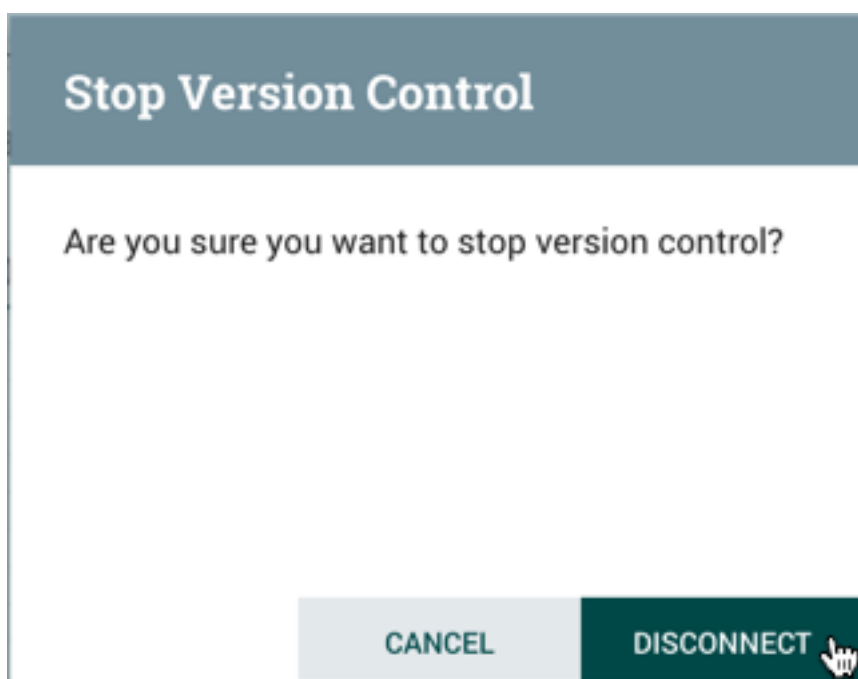 Stop Version Control
Are you sure you want to stop version control?
CANCEL
DISCONNECT